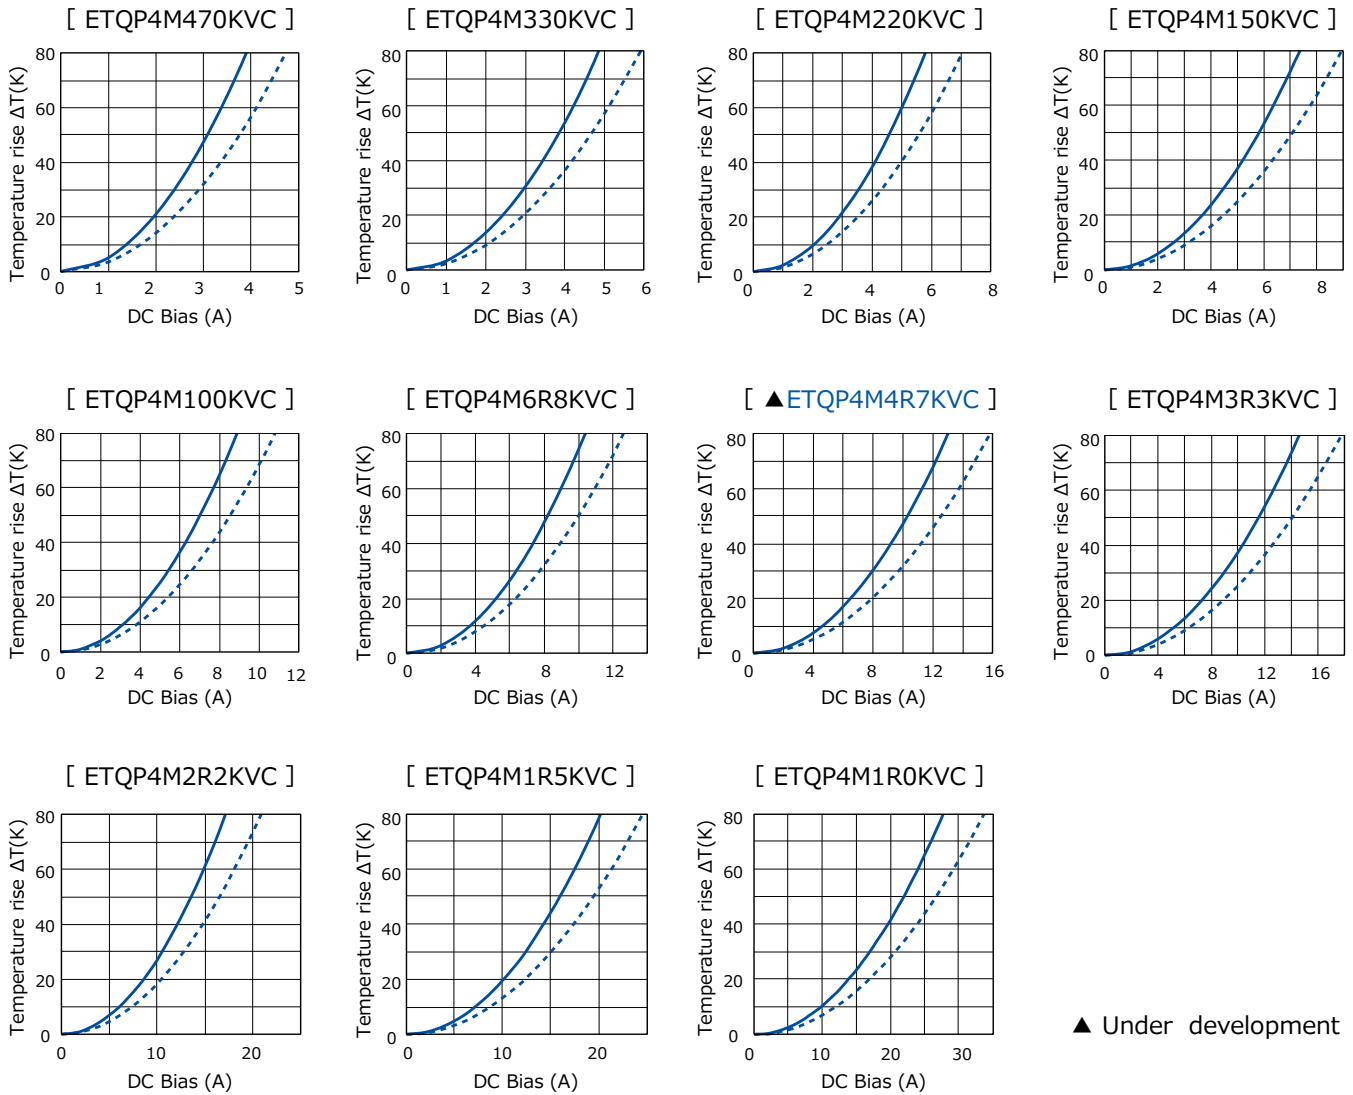 [ ETQP4M470KVC ]
[ ETQP4M330KVC ]
[ ETQP4M220KVC ]
[ ETQP4M150KVC ]
Temperature rise ΔT(K)
80
60
40
20
0
0 1 2 3 4 5
DC Bias (A)
Temperature rise ΔT(K)
80
60
40
20
0
0 1 2 3 4 5 6
DC Bias (A)
Temperature rise ΔT(K)
80
60
40
20
0
0 2 4 6 8
DC Bias (A)
Temperature rise ΔT(K)
80
60
40
20
0
0 2 4 6 8
DC Bias (A)
[ ETQP4M100KVC ]
[ ETQP4M6R8KVC ]
[ ▲ETQP4M4R7KVC ]
[ ETQP4M3R3KVC ]
Temperature rise ΔT(K)
80
60
40
20
0
0 2 4 6 8 10 12
DC Bias (A)
Temperature rise ΔT(K)
80
60
40
20
0
0 4 8 12
DC Bias (A)
Temperature rise ΔT(K)
80
60
40
20
0
0 4 8 12 16
DC Bias (A)
Temperature rise ΔT(K)
80
60
40
20
0
0 4 8 12 16
DC Bias (A)
[ ETQP4M2R2KVC ]
[ ETQP4M1R5KVC ]
[ ETQP4M1R0KVC ]
Temperature rise ΔT(K)
80
60
40
20
0
0 10 20
DC Bias (A)
Temperature rise ΔT(K)
80
60
40
20
0
0 10 20
DC Bias (A)
Temperature rise ΔT(K)
80
60
40
20
0
0 10 20 30
DC Bias (A)
▲ Under development